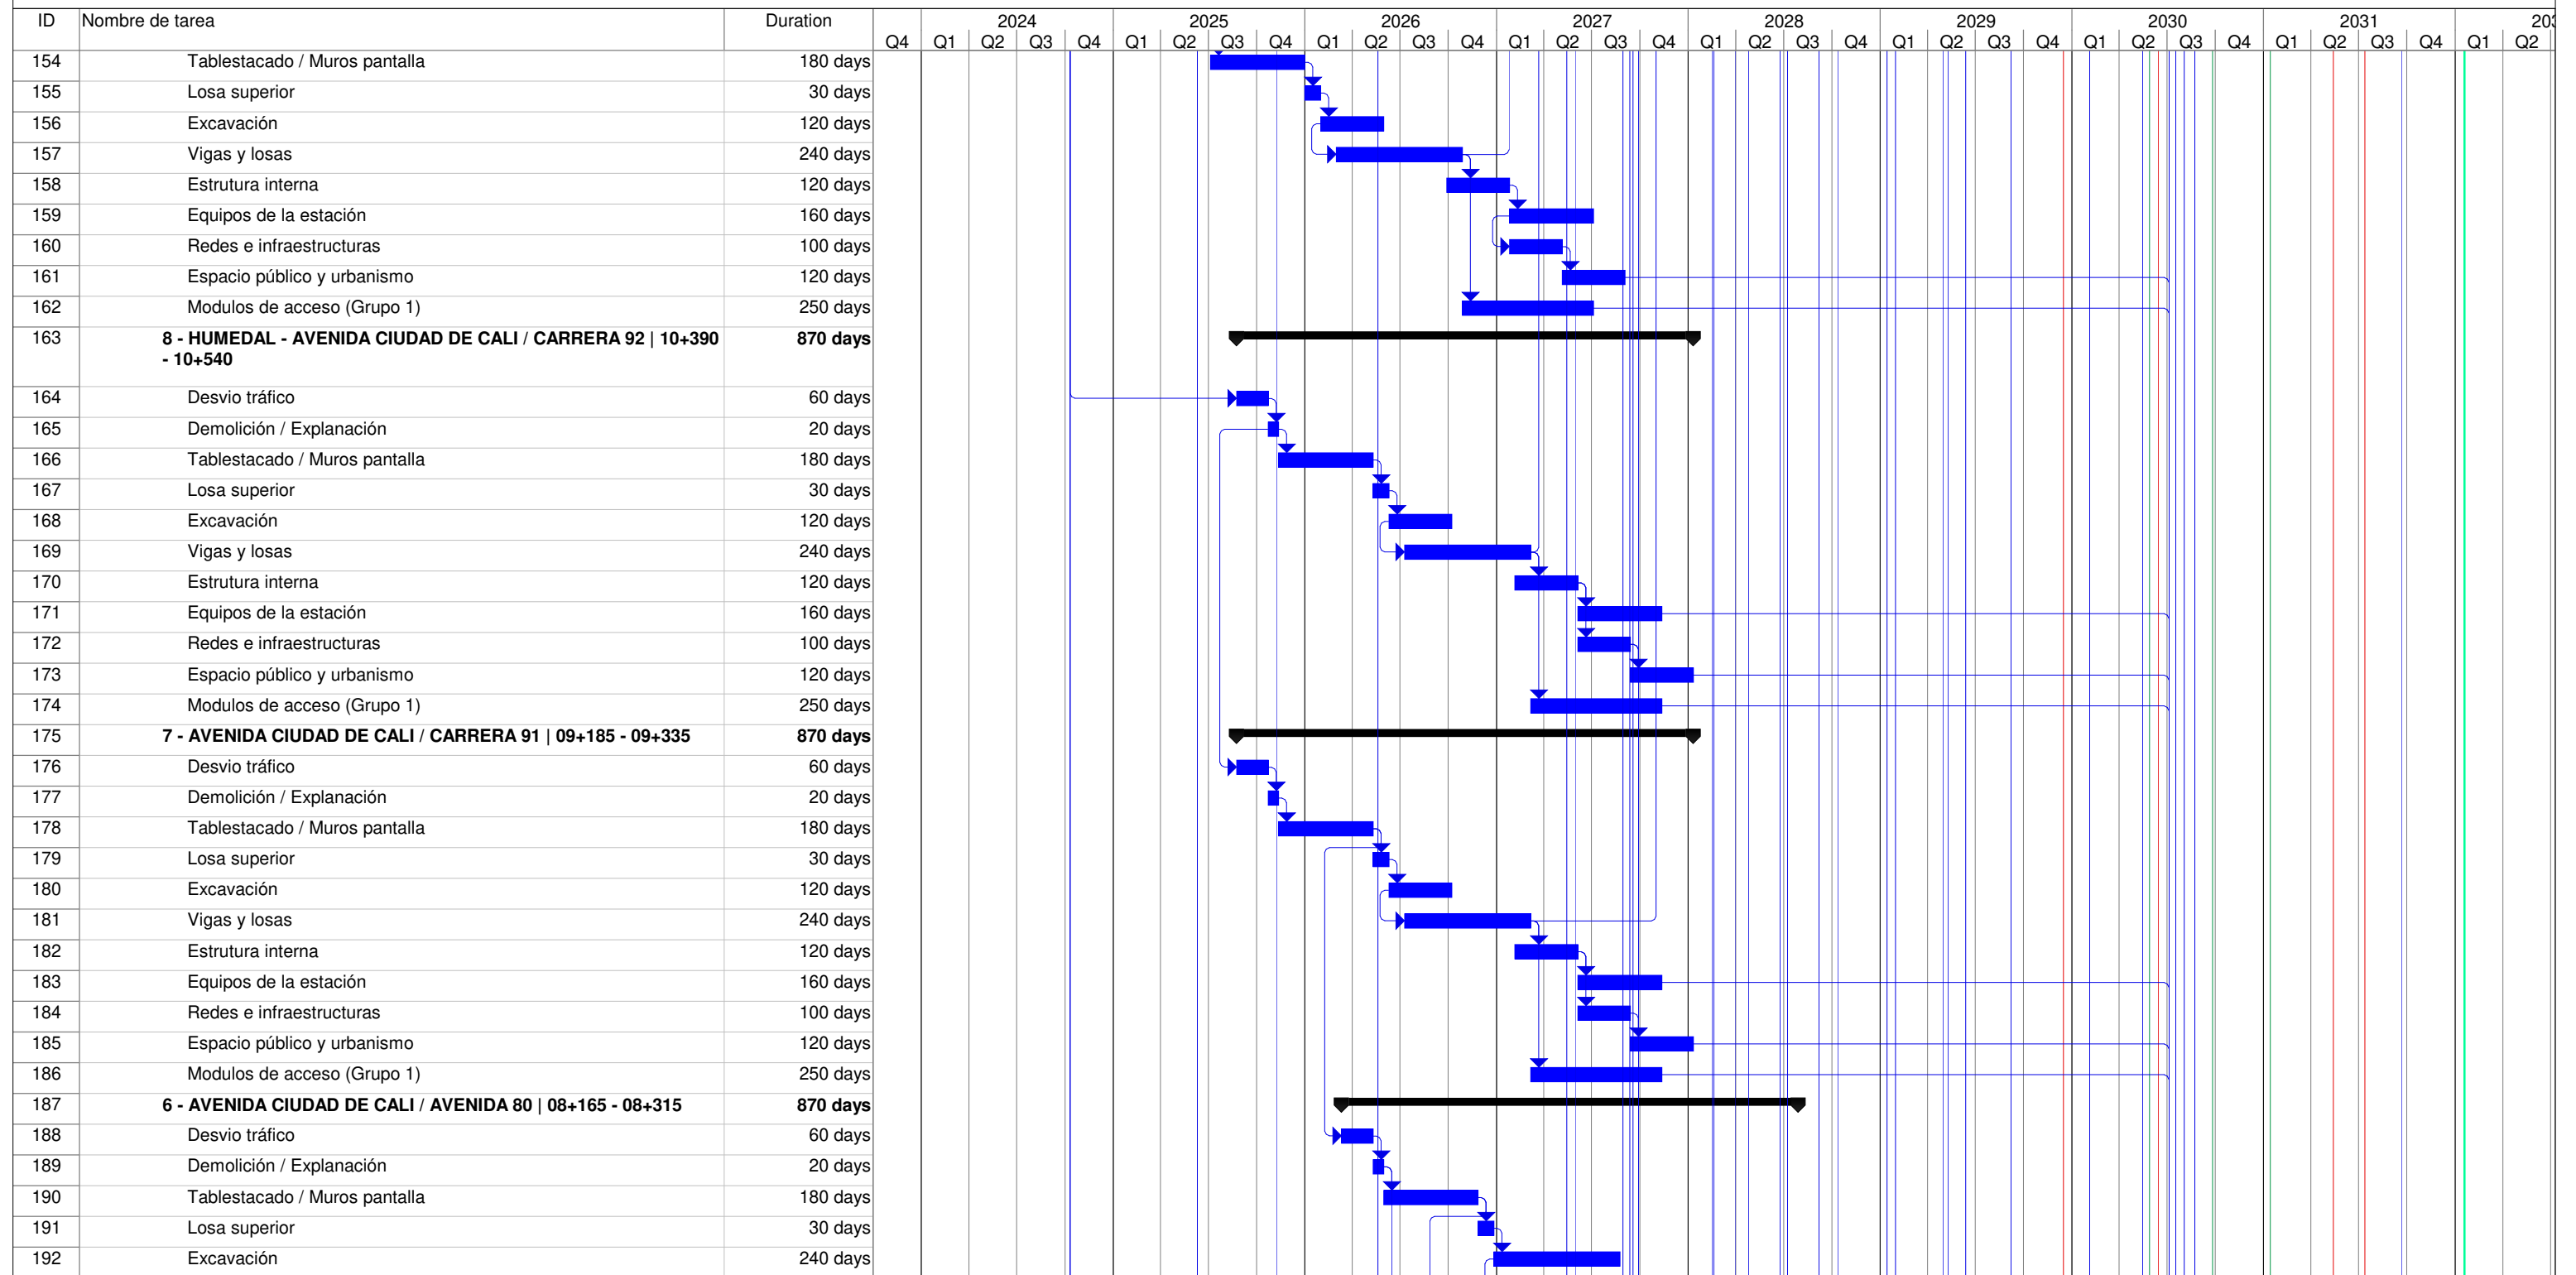 ID Nombre de tarea Duration 2024 2025 2026 2027 2028 2029 2030 2031
Q4 Q1 Q2 Q3 Q4 Q1 Q2 Q3 Q4 Q1 Q2 Q3 Q4 Q1 Q2 Q3 Q4 Q1 Q2 Q3 Q4 Q1 Q2 Q3 Q4 Q1 Q2 Q3 Q4 Q1 Q2 Q3 Q4 Q1 Q2
154 Tablestacado / Muros pantalla 180 days
155 Losa superior 30 days
156 Excavación 120 days
157 Vigas y losas 240 days
158 Estrutura interna 120 days
159 Equipos de la estación 160 days
160 Redes e infraestructuras 100 days
161 Espacio público y urbanismo 120 days
162 Modulos de acceso (Grupo 1) 250 days
163 8 - HUMEDAL - AVENIDA CIUDAD DE CALI / CARRERA 92 | 10+390 870 days
- 10+540
164 Desvio tráfico 60 days
165 Demolición / Explanación 20 days
166 Tablestacado / Muros pantalla 180 days
167 Losa superior 30 days
168 Excavación 120 days
169 Vigas y losas 240 days
170 Estrutura interna 120 days
171 Equipos de la estación 160 days
172 Redes e infraestructuras 100 days
173 Espacio público y urbanismo 120 days
174 Modulos de acceso (Grupo 1) 250 days
175 7 - AVENIDA CIUDAD DE CALI / CARRERA 91 | 09+185 - 09+335 870 days
176 Desvio tráfico 60 days
177 Demolición / Explanación 20 days
178 Tablestacado / Muros pantalla 180 days
179 Losa superior 30 days
180 Excavación 120 days
181 Vigas y losas 240 days
182 Estrutura interna 120 days
183 Equipos de la estación 160 days
184 Redes e infraestructuras 100 days
185 Espacio público y urbanismo 120 days
186 Modulos de acceso (Grupo 1) 250 days
187 6 - AVENIDA CIUDAD DE CALI / AVENIDA 80 | 08+165 - 08+315 870 days
188 Desvio tráfico 60 days
189 Demolición / Explanación 20 days
190 Tablestacado / Muros pantalla 180 days
191 Losa superior 30 days
192 Excavación 240 days